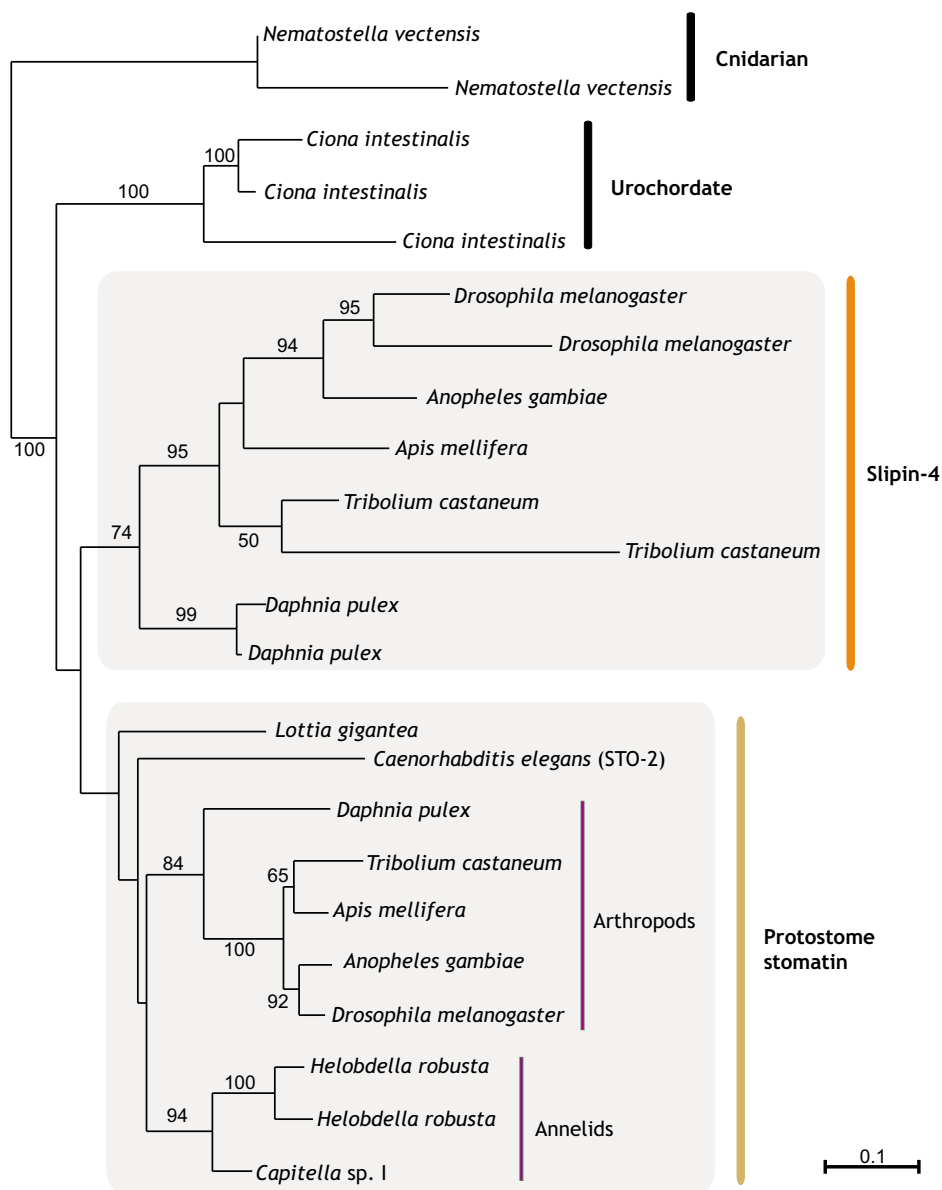 Nematostella vectensis
Cnidarian
Nematostella vectensis
Ciona intestinalis
100
100
Ciona intestinalis
Urochordate
Ciona intestinalis
Drosophila melanogaster
95
94
Drosophila melanogaster
Anopheles gambiae
100
95
Apis mellifera
Slipin-4
Tribolium castaneum
74
50
Tribolium castaneum
99
Daphnia pulex
Daphnia pulex
Lottia gigantea
Caenorhabditis elegans (STO-2)
Daphnia pulex
84
65
Tribolium castaneum
Apis mellifera
Arthropods
100
Anopheles gambiae
Protostome
stomatin
92
Drosophila melanogaster
Helobdella robusta
100
94
Helobdella robusta
Annelids
Capitella sp. I
0.1